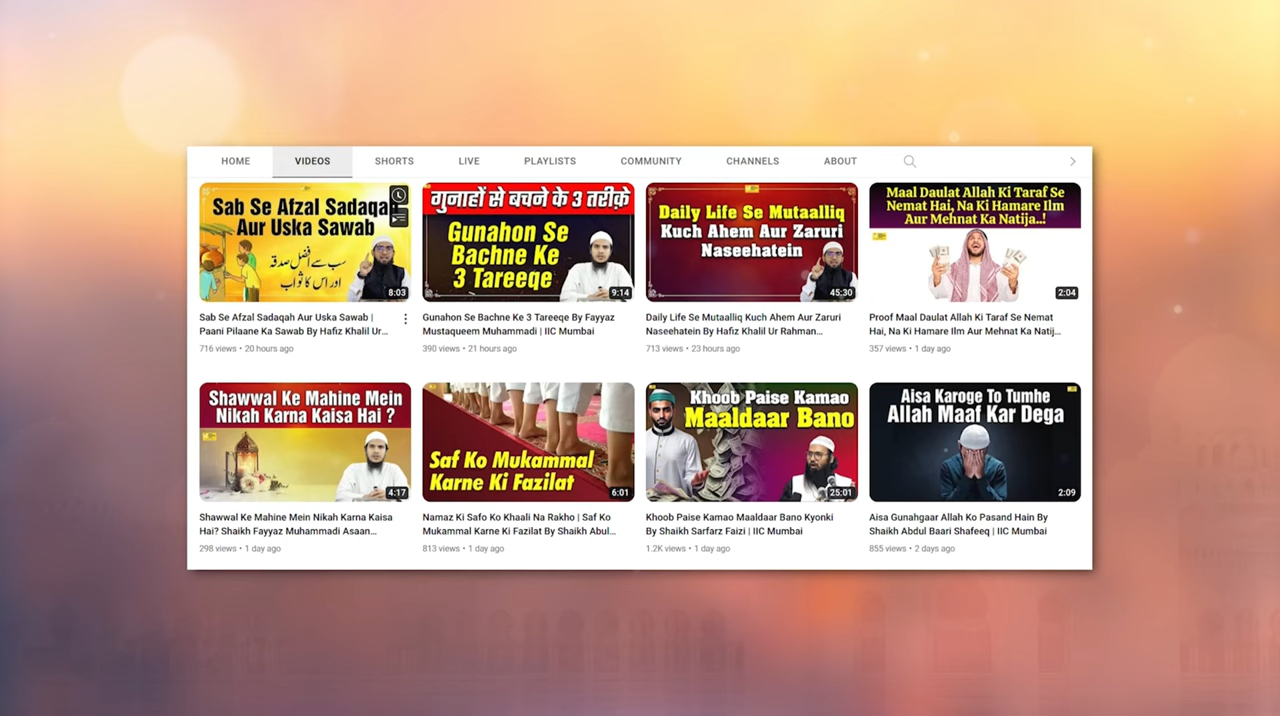 HOME VIDEOS SHORTS LIVE PLAYLISTS COMMUNITY CHANNELS ABOUT
Sab Se Afzal Sadaqah
Aur Uska Sawab
سب سے افضل صدقہ
اور اس کا ثواب
8:03
गुनाहों से बचने के 3 तरीक़े
Gunahon Se
Bachne Ke
3 Tareeqe
9:14
Daily Life Se Mutaalliq
Kuch Ahem Aur Zaruri
Naseehatein
45:30
Maal Daulat Allah Ki Taraf Se
Nemat Hai, Na Ki Hamare Ilm
Aur Mehnat Ka Natija..!
2:04
Sab Se Afzal Sadaqah Aur Uska Sawab |
Paani Pilaane Ka Sawab By Hafiz Khalil Ur...
716 views • 20 hours ago
Gunahon Se Bachne Ke 3 Tareeqe By Fayyaz
Mustaqueem Muhammadi | IIC Mumbai
390 views • 21 hours ago
Daily Life Se Mutaalliq Kuch Ahem Aur Zaruri
Naseehatein By Hafiz Khalil Ur Rahman...
713 views • 23 hours ago
Proof Maal Daulat Allah Ki Taraf Se Nemat
Hai, Na Ki Hamare Ilm Aur Mehnat Ka Natij...
357 views • 1 day ago
Shawwal Ke Mahine Mein
Nikah Karna Kaisa Hai ?
4:17
Saf Ko Mukammal
Karne Ki Fazilat
6:01
Khoob Paise Kamao
Maaldaar Bano
25:01
Aisa Karoge To Tumhe
Allah Maaf Kar Dega
2:09
Shawwal Ke Mahine Mein Nikah Karna Kaisa
Hai? Shaikh Fayyaz Muhammadi Asaan...
298 views • 1 day ago
Namaz Ki Safo Ko Khaali Na Rakho | Saf Ko
Mukammal Karne Ki Fazilat By Shaikh Abul...
813 views • 1 day ago
Khoob Paise Kamao Maaldaar Bano Kyonki
By Shaikh Sarfarz Faizi | IIC Mumbai
1.2K views • 1 day ago
Aisa Gunahgaar Allah Ko Pasand Hain By
Shaikh Abdul Baari Shafeeq | IIC Mumbai
855 views • 2 days ago